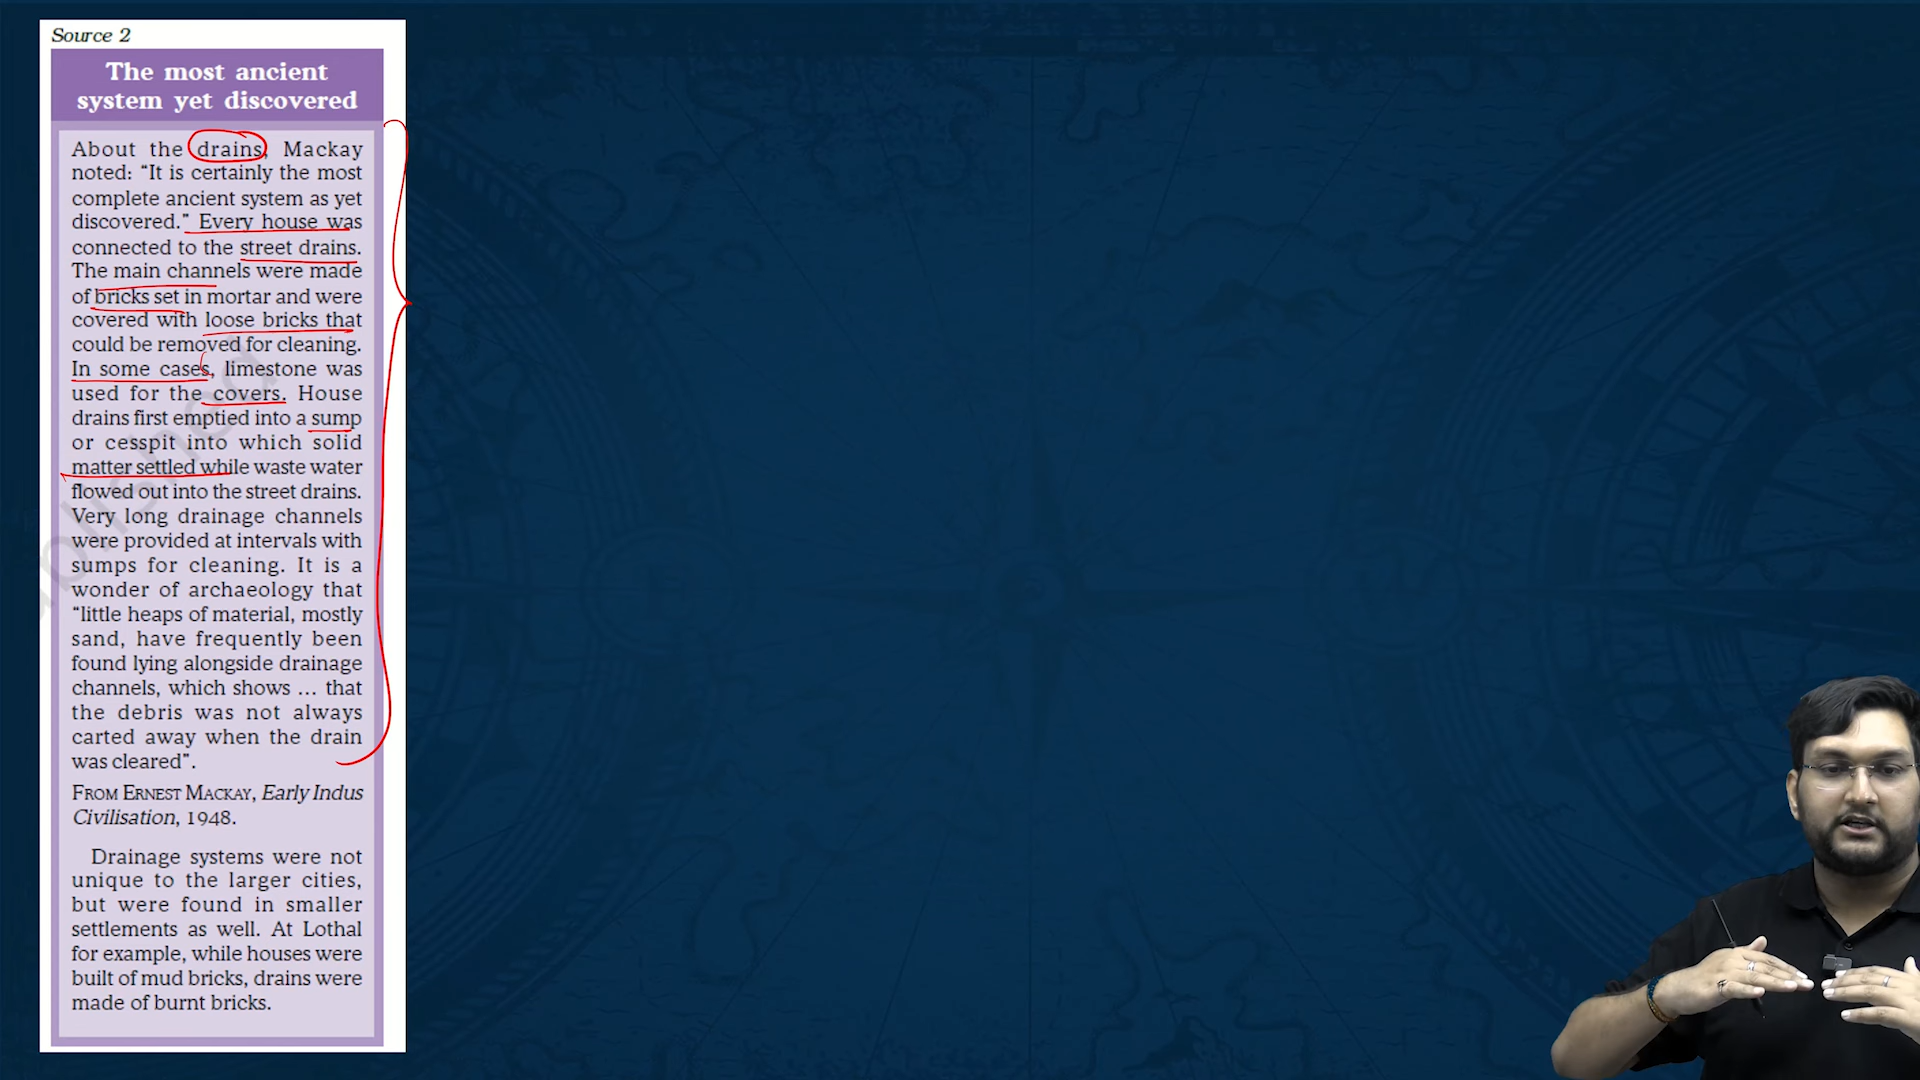 Source 2
The most ancient
system yet discovered
About the drains, Mackay
noted: “It is certainly the most
complete ancient system as yet
discovered.” Every house was
connected to the street drains.
The main channels were made
of bricks set in mortar and were
covered with loose bricks that
could be removed for cleaning.
In some cases, limestone was
used for the covers. House
drains first emptied into a sump
or cesspit into which solid
matter settled while waste water
flowed out into the street drains.
Very long drainage channels
were provided at intervals with
sumps for cleaning. It is a
wonder of archaeology that
“little heaps of material, mostly
sand, have frequently been
found lying alongside drainage
channels, which shows … that
the debris was not always
carted away when the drain
was cleared”.
FROM ERNEST MACKAY, Early Indus
Civilisation, 1948.
Drainage systems were not
unique to the larger cities,
but were found in smaller
settlements as well. At Lothal
for example, while houses were
built of mud bricks, drains were
made of burnt bricks.